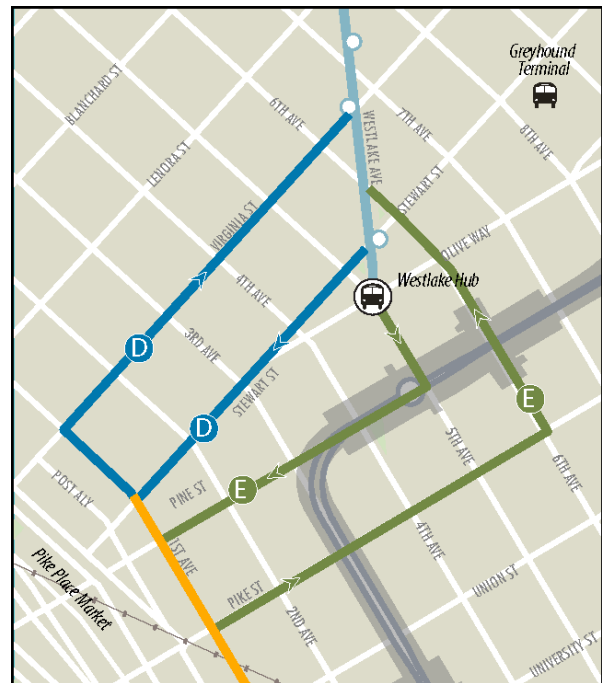 Greyhound
Terminal
BLANCHARD ST
6TH AVE
WESTLAKE AVE
7TH AVE
8TH AVE
LENORA ST
STEWART ST
VIRGINIA ST
OLIVE WAY
4TH AVE
Westlake Hub
3RD AVE
D
STEWART ST
D
E
5TH AVE
6TH AVE
POST ALY
PINE ST
E
1ST AVE
4TH AVE
Pike Place
Market
PIKE ST
2ND AVE
UNION ST
UNIVERSITY ST